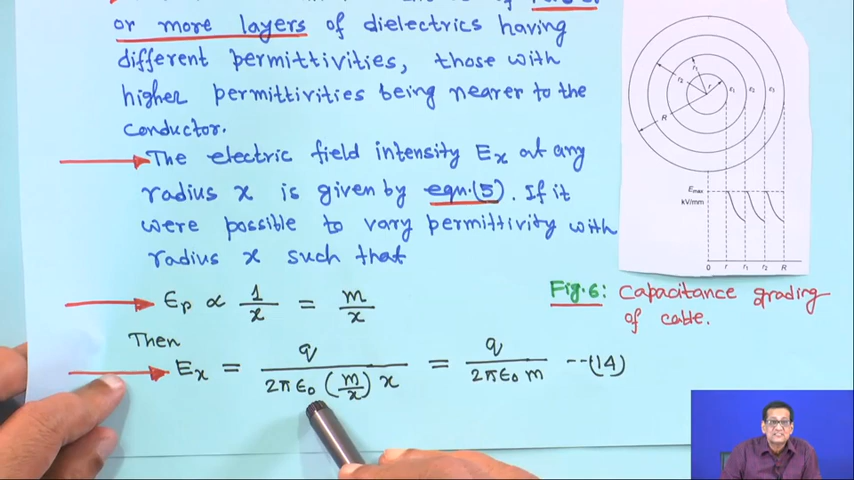 or more layers of dielectrics having
different permittivities, those with
higher permittivities being nearer to the
conductor.
The electric field intensity Ex at any
radius x is given by eqn.(5). If it
were possible to vary permittivity with
radius x such that
εp ∝ 1/x = m/x
Then
Ex = q / 2πε0 (m/x) x = q / 2πε0 m --(14)
r1
r2
r
R
ε1 ε2 ε3
Emax
kV/mm
0 r r1 r2 R
Fig.6: Capacitance grading
of cable.